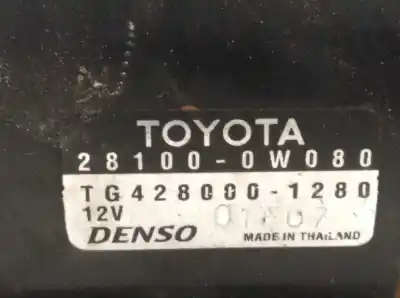 TOYOTA
28100-0W080
TG428000-1280
12V
DENSO MADE IN THAILAND